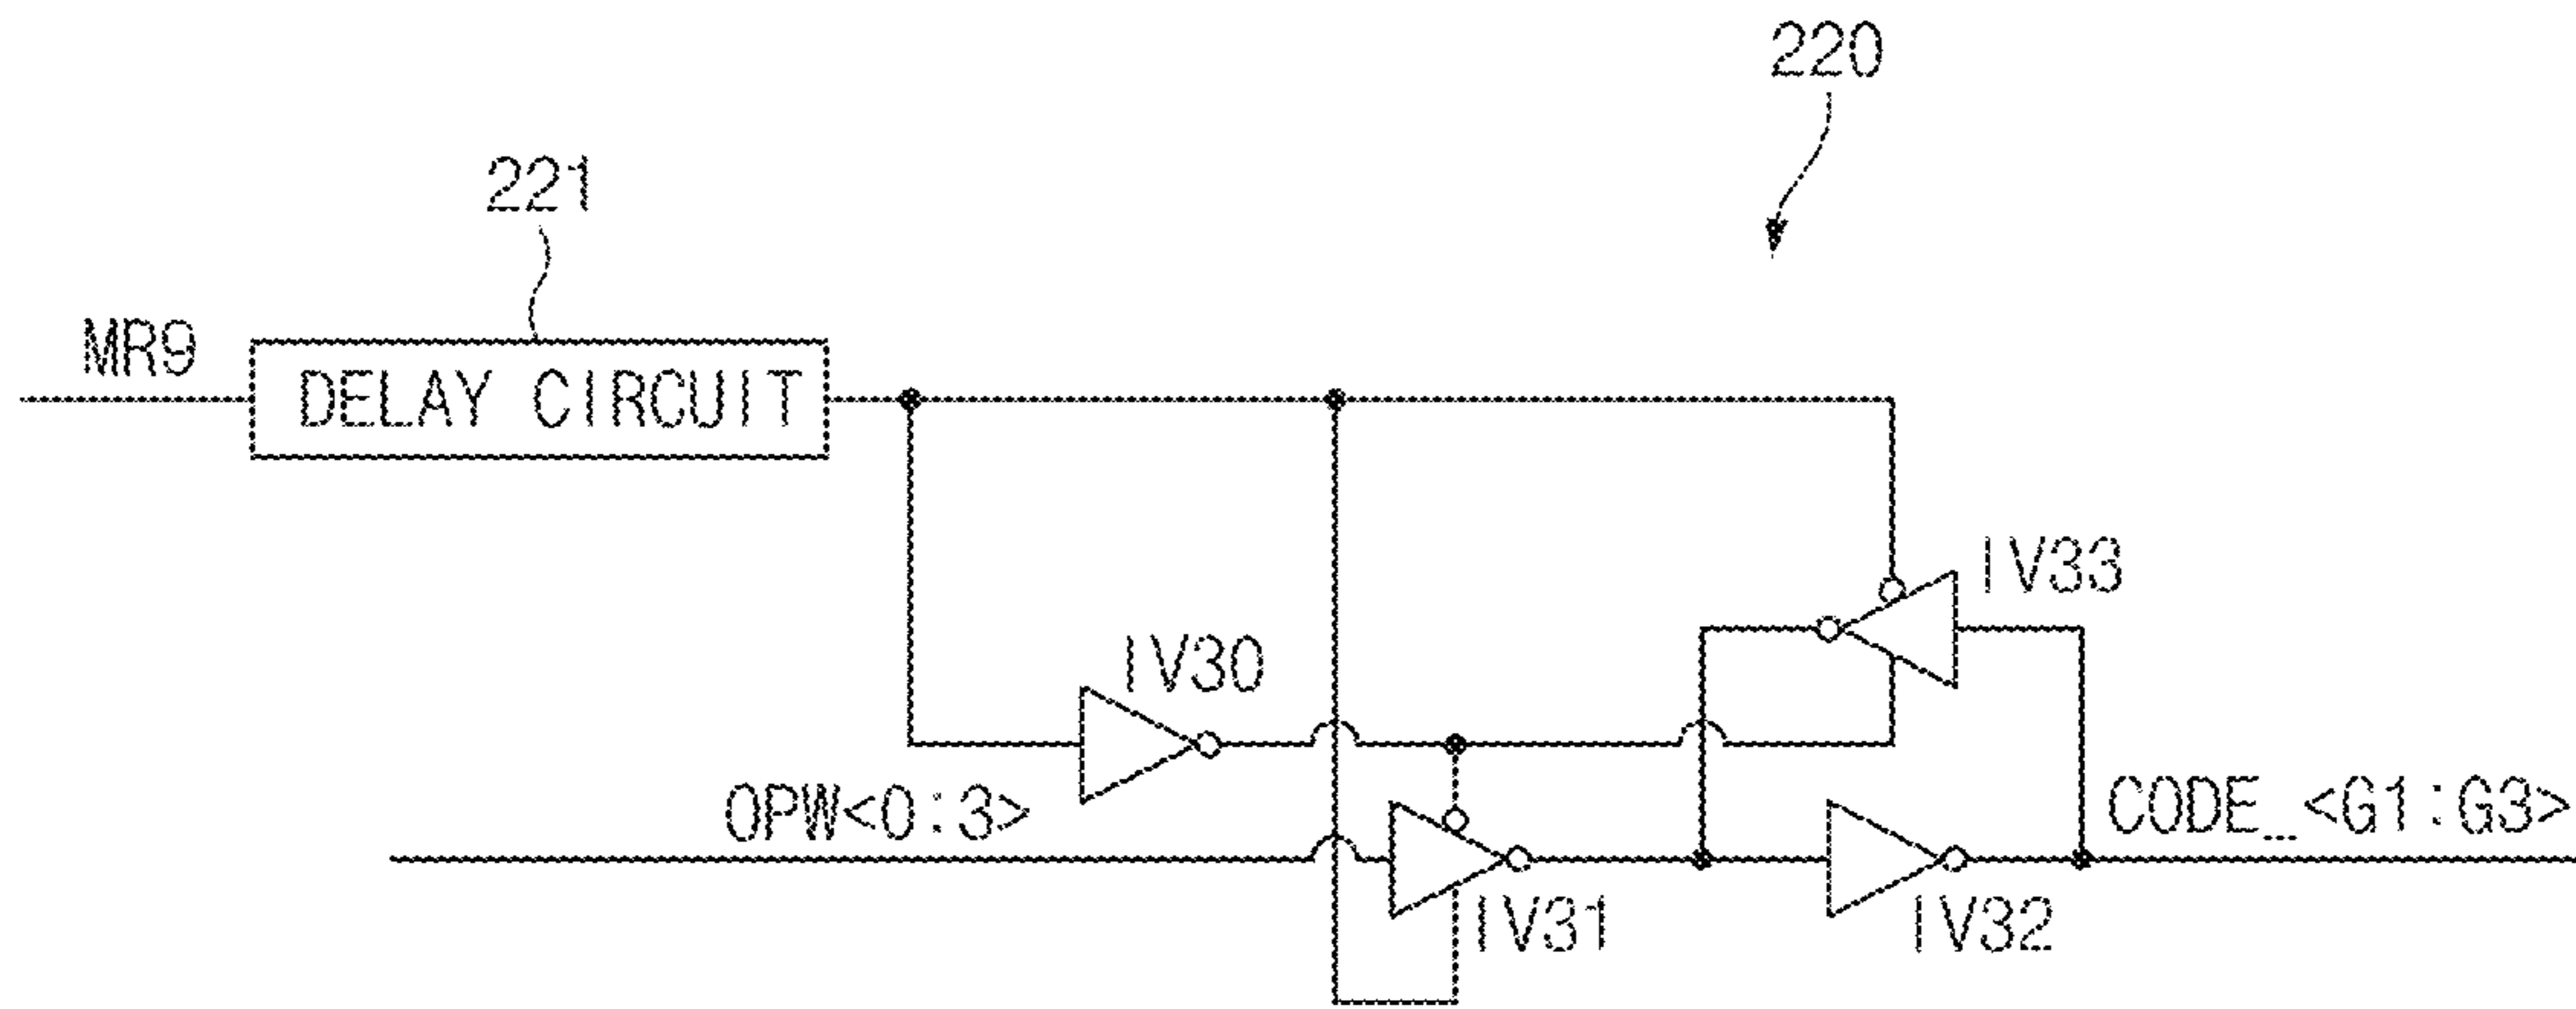 220
221
MR9
DELAY CIRCUIT
IV33
IV30
OPW<0:3>
CODE_<G1:G3>
IV31
IV32